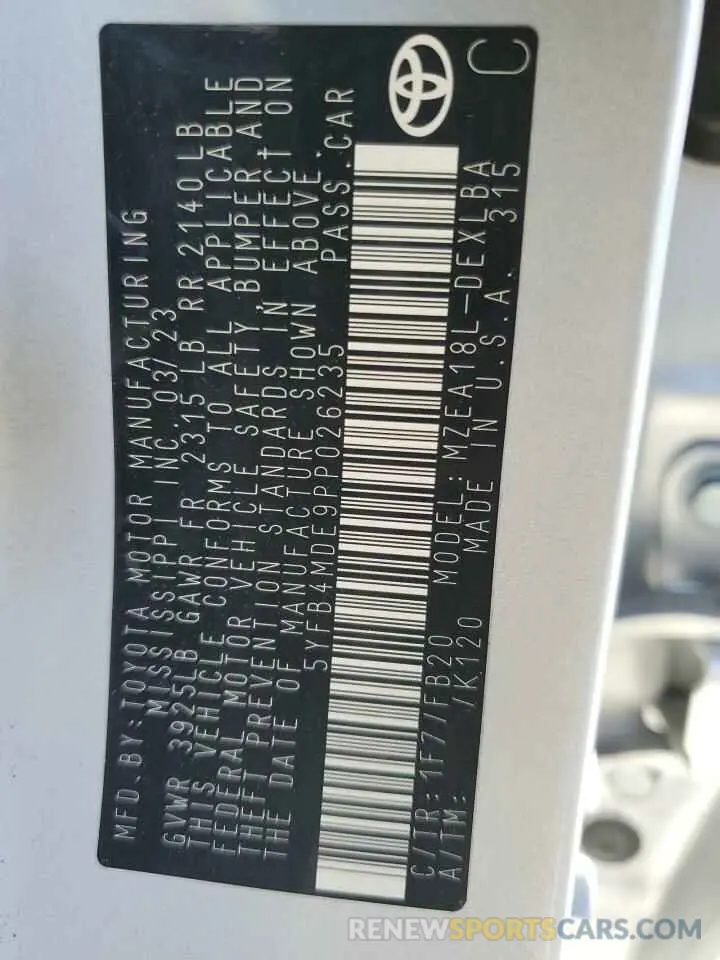 MFD.BY:TOYOTA MOTOR MANUFACTURING
MISSISSIPPI INC.03/23
GVWR 3925LB GAWR FR 2315LB RR 2140LB
THIS VEHICLE CONFORMS TO ALL APPLICABLE
FEDERAL MOTOR VEHICLE SAFETY,BUMPER,AND
THEFT PREVENTION STANDARDS IN EFFECT ON
THE DATE OF MANUFACTURE SHOWN ABOVE.
5YFB4MDE9PP026235 PASS.CAR
C/TR: 1F7/FB20 MODEL: MZEA18L-DEXLBA
A/TM: /K120 MADE IN U.S.A. 315
C
RENEWSPORTSCARS.COM